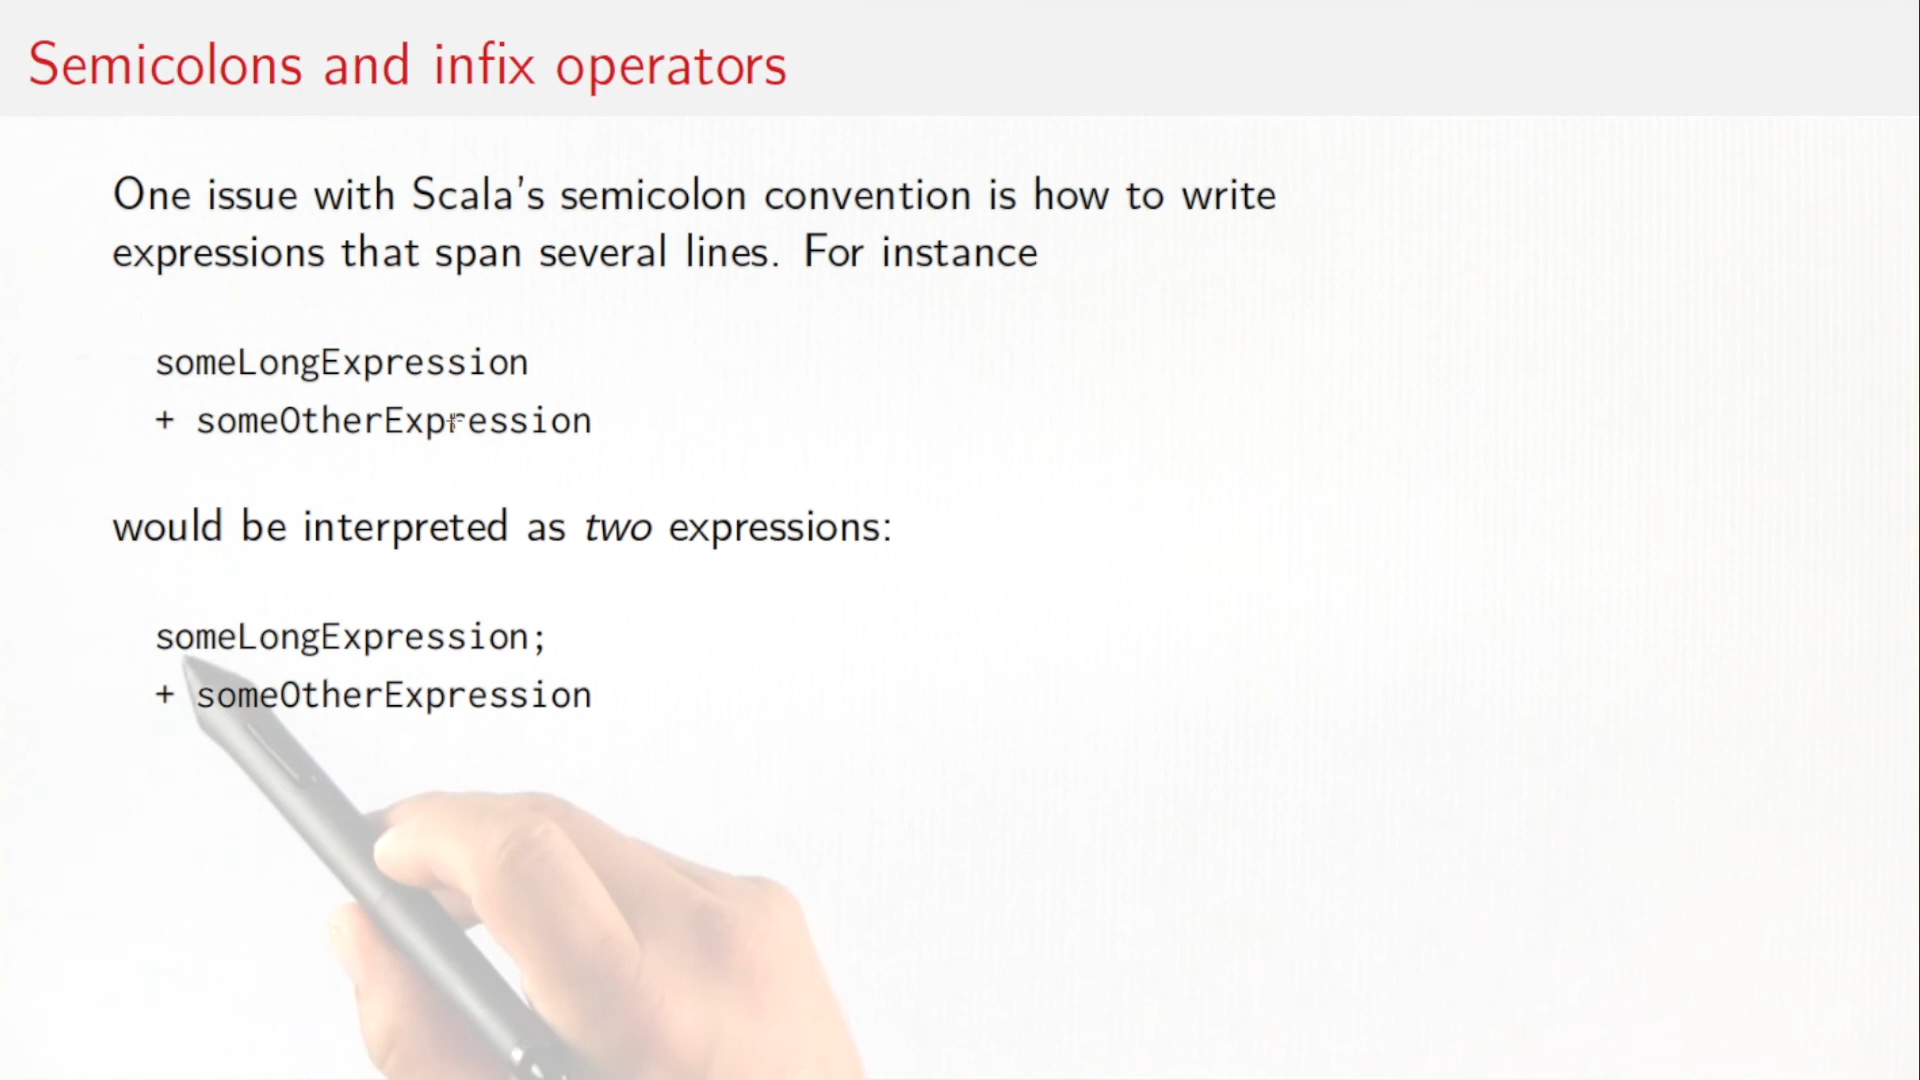 Semicolons and infix operators
One issue with Scala's semicolon convention is how to write
expressions that span several lines. For instance
someLongExpression
+ someOtherExpression
would be interpreted as two expressions:
someLongExpression;
+ someOtherExpression